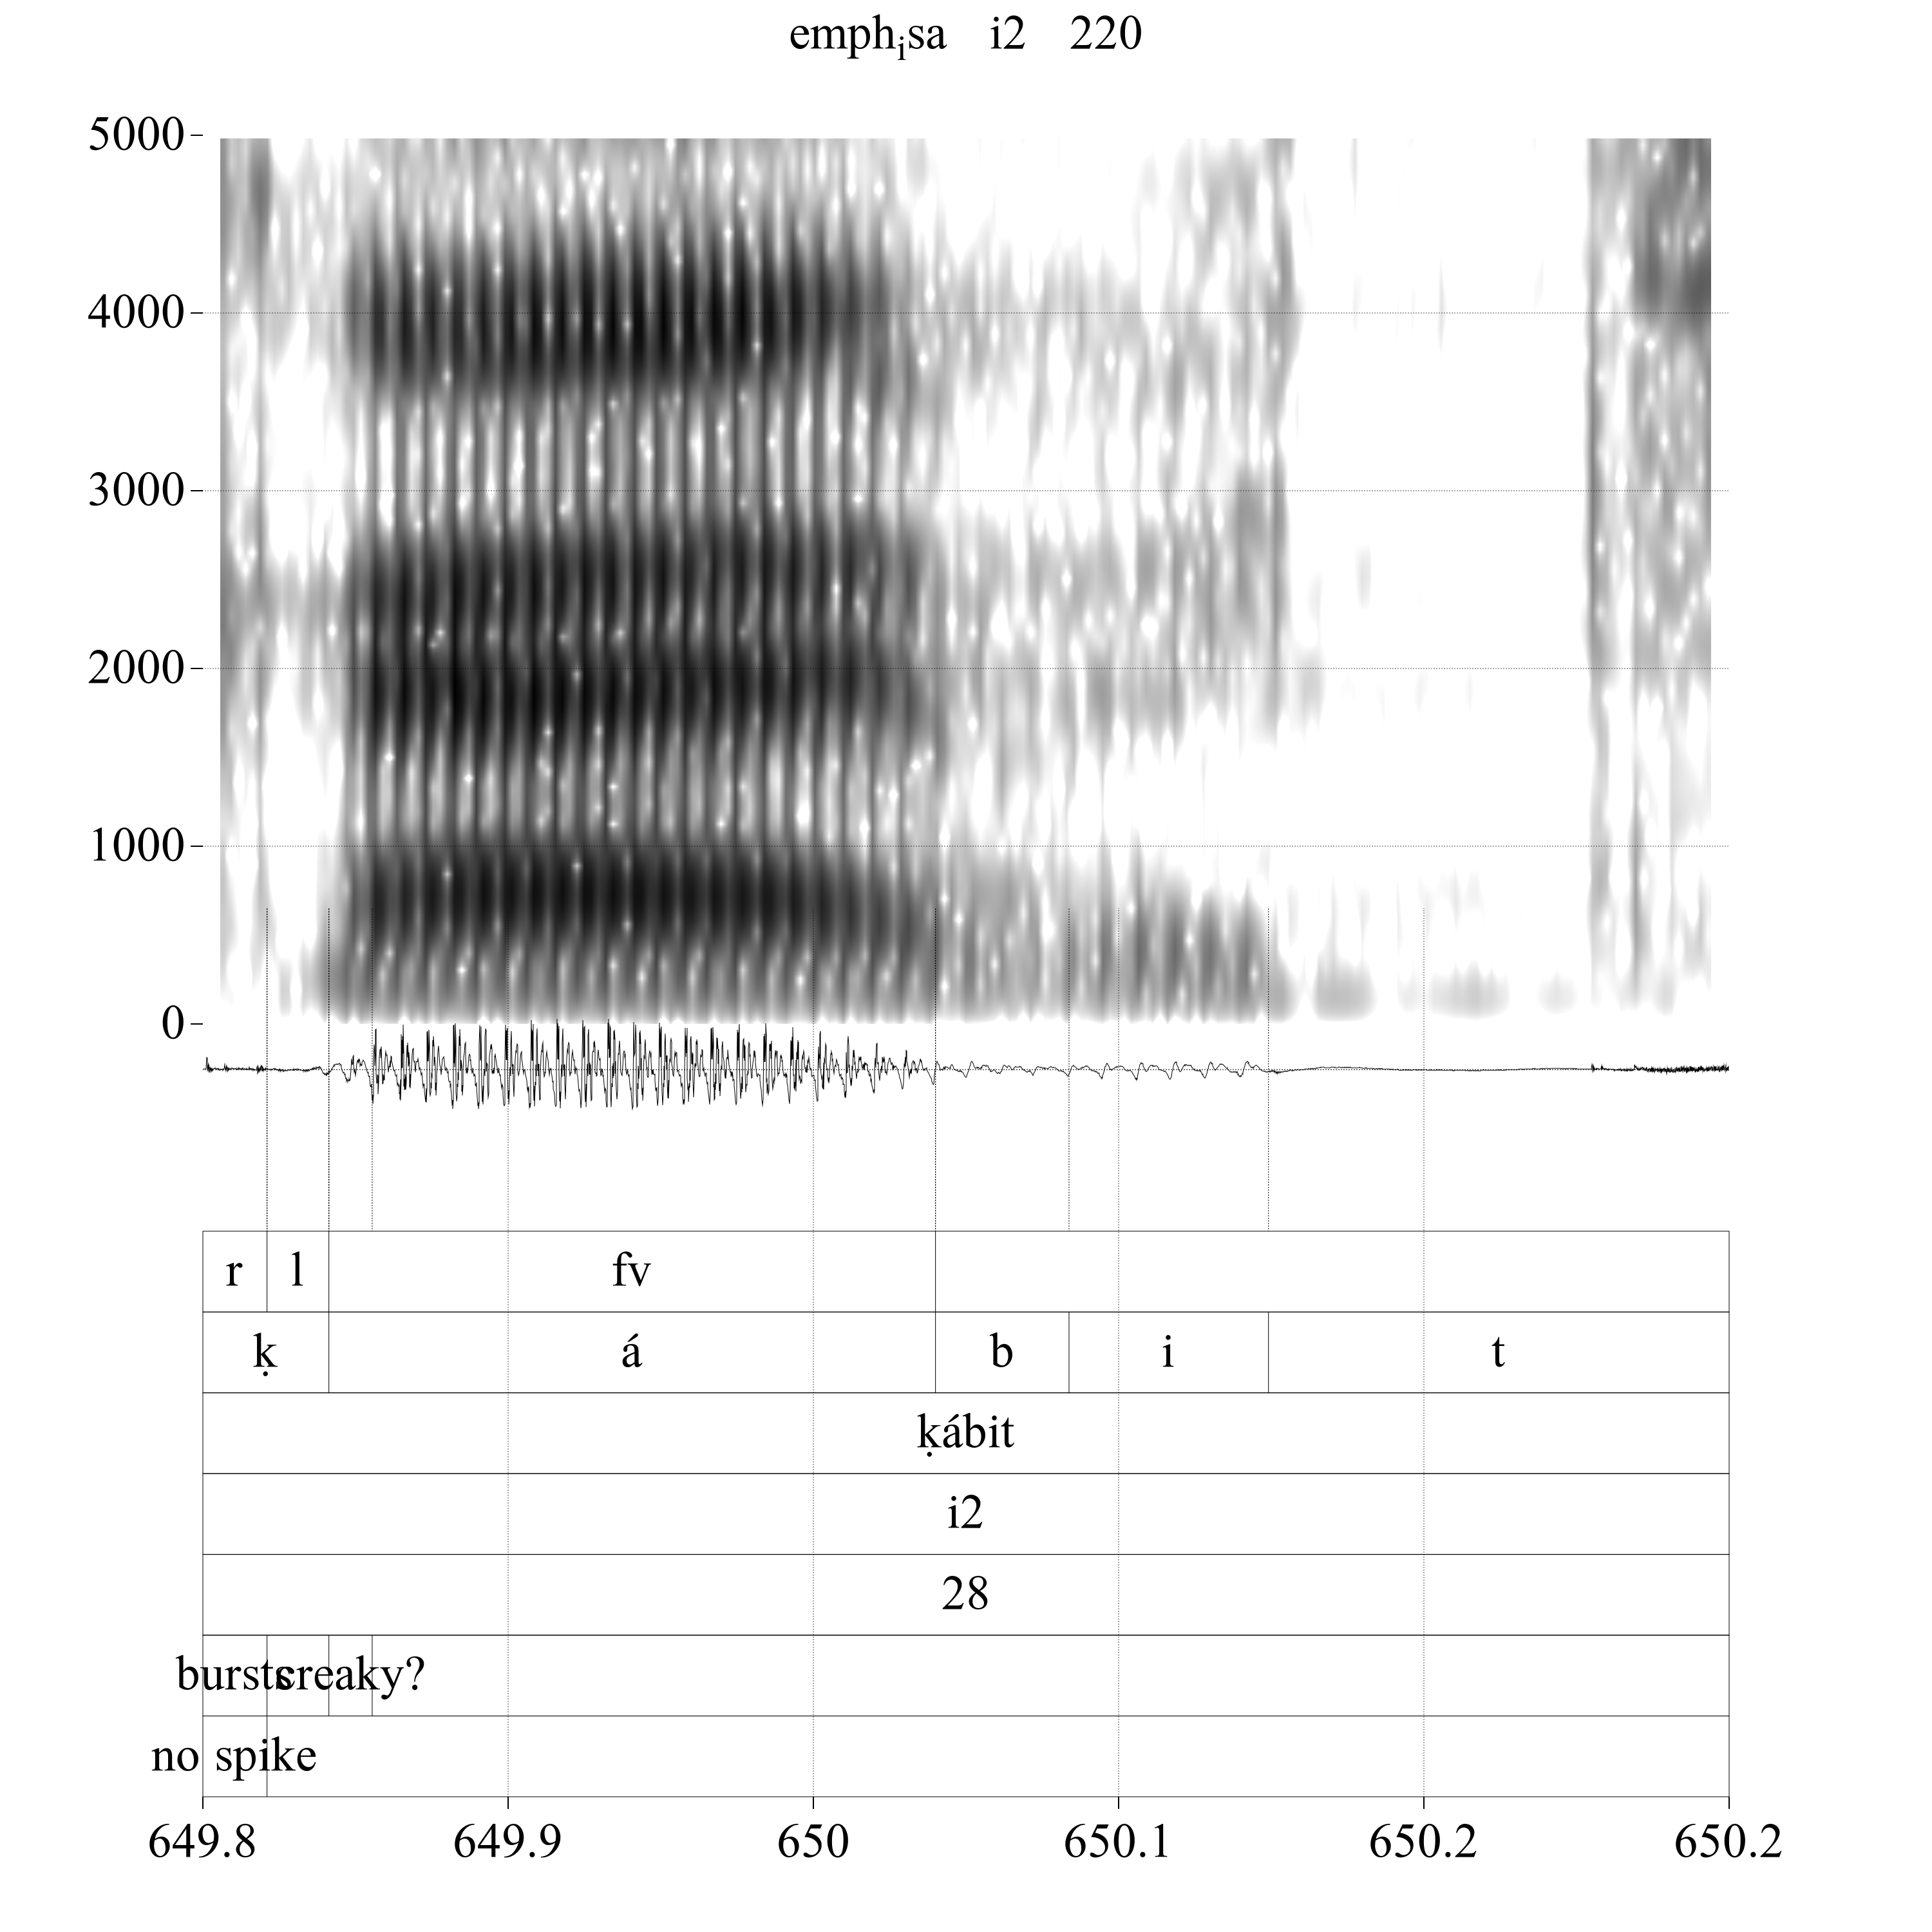 emphisa i2 220
5000
4000
3000
2000
1000
0
r l fv
ḳ á b i t
ḳábit
i2
28
bursts creaky?
no spike
649.8 649.9 650 650.1 650.2 650.2